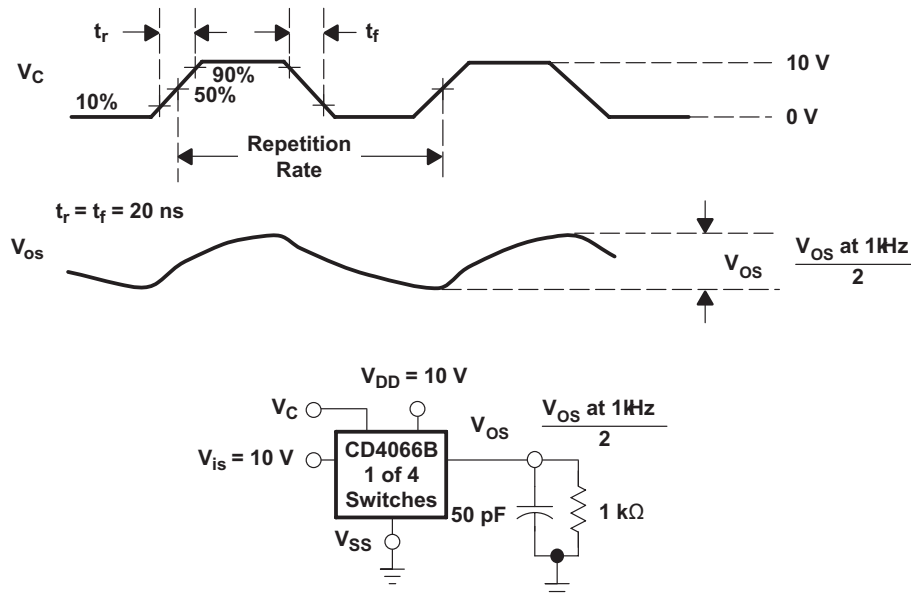 tr
tf
VC
10%
90%
50%
10 V
0 V
Repetition
Rate
tr = tf = 20 ns
Vos
VOS
VOS at 1kHz
2
VDD = 10 V
VC
Vis = 10 V
CD4066B
1 of 4
Switches
VSS
VOS
VOS at 1kHz
2
50 pF
1 kΩ